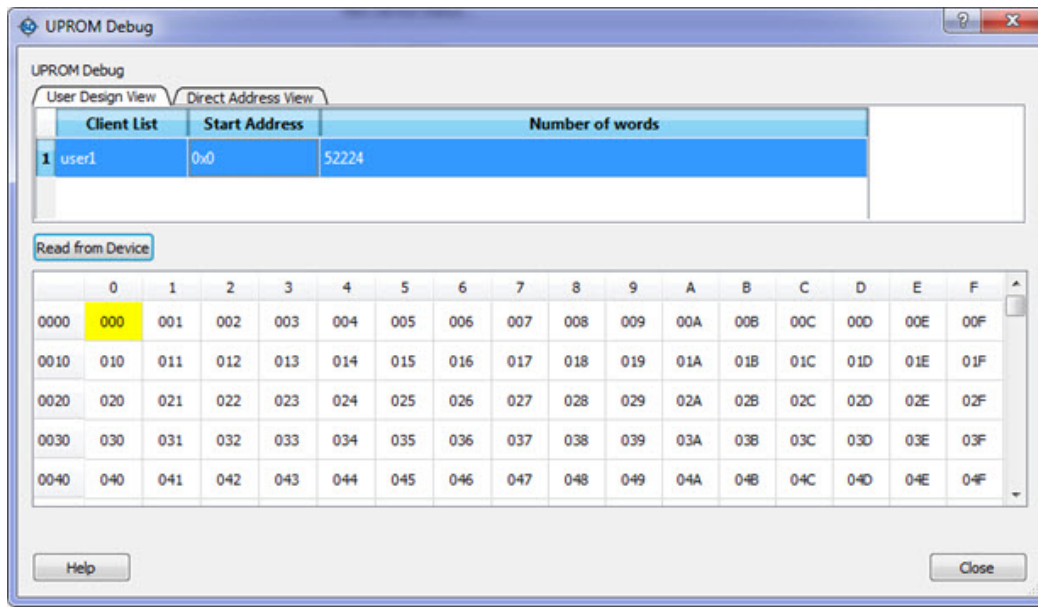 UPROM Debug
UPROM Debug
User Design View Direct Address View
Client List Start Address Number of words
1 user1 0x0 52224
Read from Device
0 1 2 3 4 5 6 7 8 9 A B C D E F
0000 000 001 002 003 004 005 006 007 008 009 00A 00B 00C 00D 00E 00F
0010 010 011 012 013 014 015 016 017 018 019 01A 01B 01C 01D 01E 01F
0020 020 021 022 023 024 025 026 027 028 029 02A 02B 02C 02D 02E 02F
0030 030 031 032 033 034 035 036 037 038 039 03A 03B 03C 03D 03E 03F
0040 040 041 042 043 044 045 046 047 048 049 04A 04B 04C 04D 04E 04F
Help Close